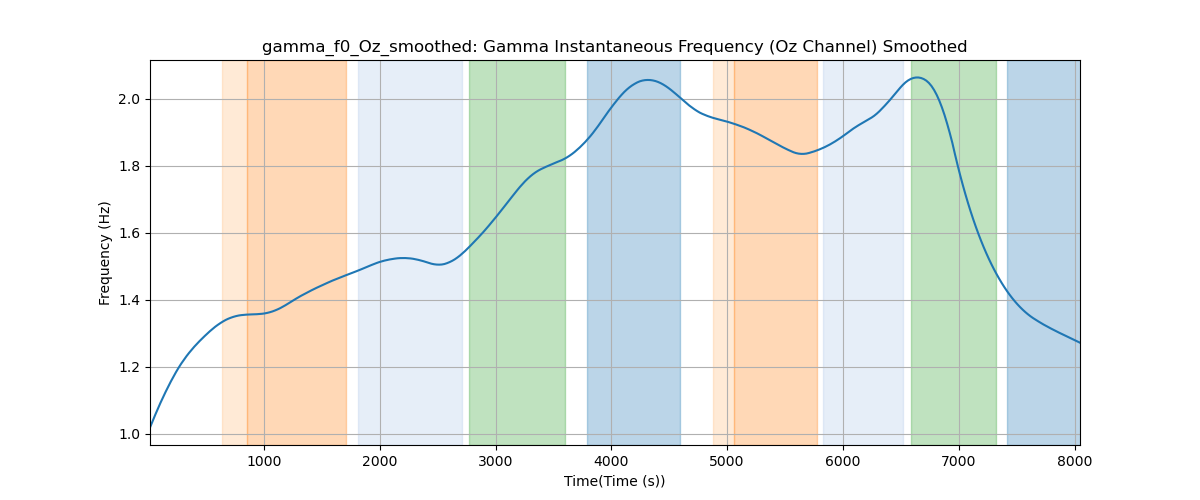 gamma_f0_Oz_smoothed: Gamma Instantaneous Frequency (Oz Channel) Smoothed
Frequency (Hz)
2.0
1.8
1.6
1.4
1.2
1.0
1000 2000 3000 4000 5000 6000 7000 8000
Time(Time (s))